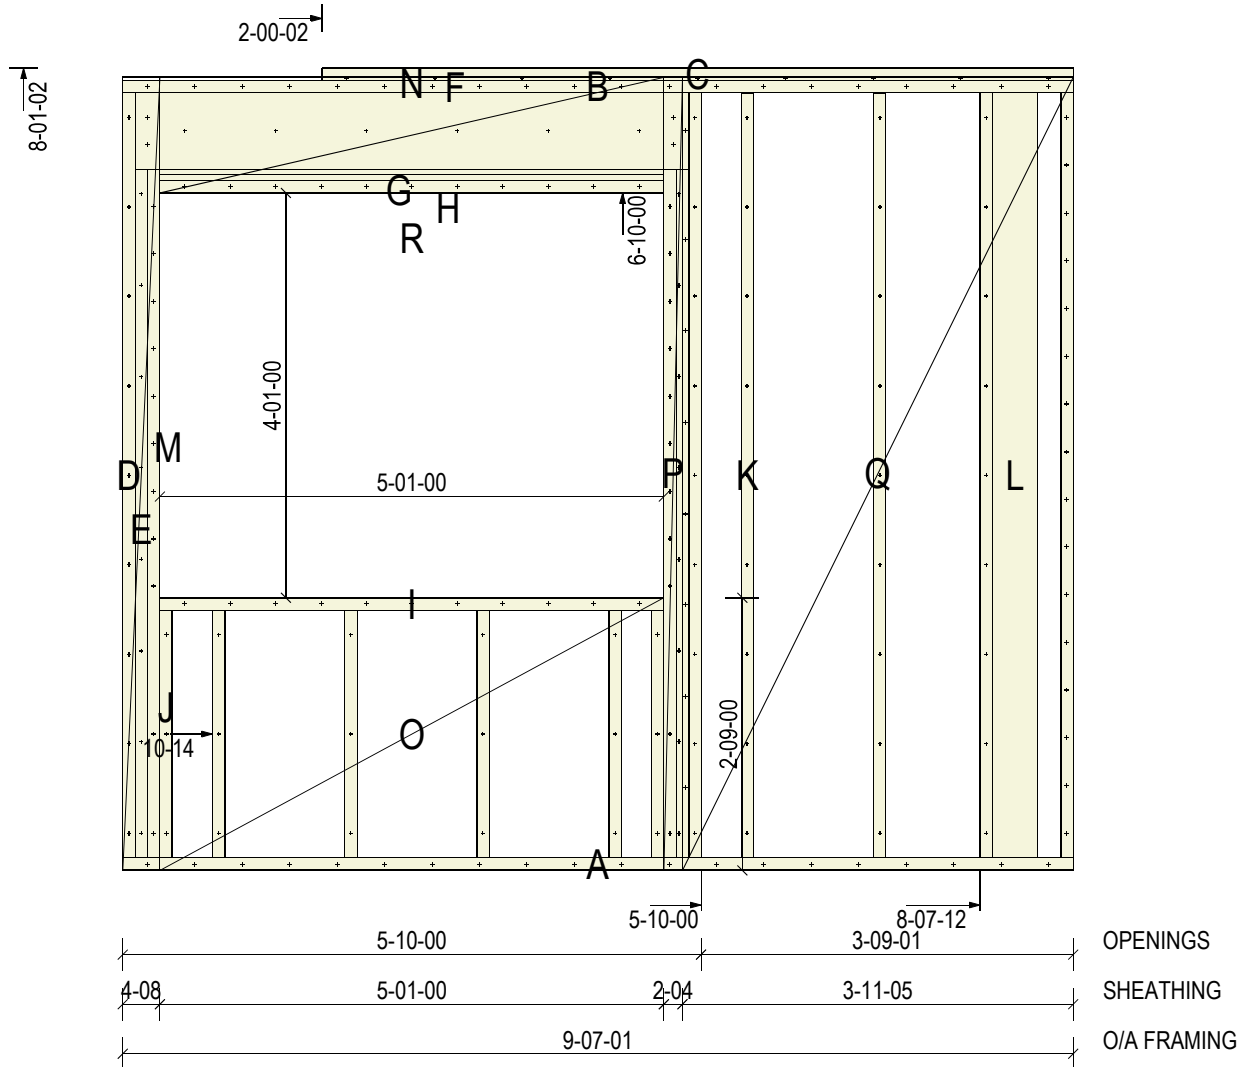 2-00-02
8-01-02
N
F
B
C
G
H
R
6-10-00
4-01-00
M
D
5-01-00
P
K
Q
L
E
I
J
10-14
O
2-09-00
A
5-10-00
8-07-12
5-10-00
3-09-01
OPENINGS
4-08
5-01-00
2-04
3-11-05
SHEATHING
9-07-01
O/A FRAMING